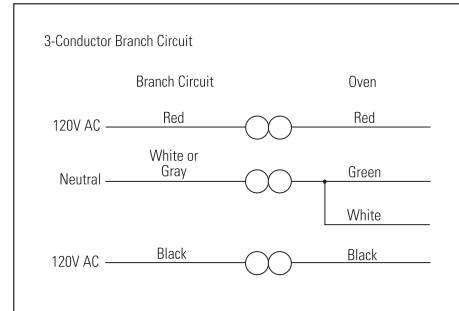 3-Conductor Branch Circuit
Branch Circuit Oven
120V AC Red Red
White or
Gray
Neutral Green
White
120V AC Black Black